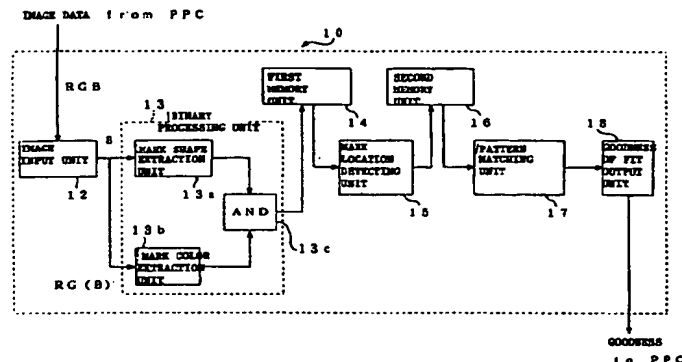 IMAGE DATA from PPC
10
RGB
FIRST
MEMORY
UNIT
14
SECOND
MEMORY
UNIT
16
13
BINARY
PROCESSING UNIT
IMAGE
INPUT UNIT
12
B
MARK SHAPE
EXTRACTION
UNIT
13a
AND
13c
MARK
LOCATION
DETECTING
UNIT
15
PATTERN
MATCHING
UNIT
17
18
GOODNESS
OF FIT
OUTPUT
UNIT
13b
MARK COLOR
EXTRACTION
UNIT
RG(B)
GOODNESS
to PPC